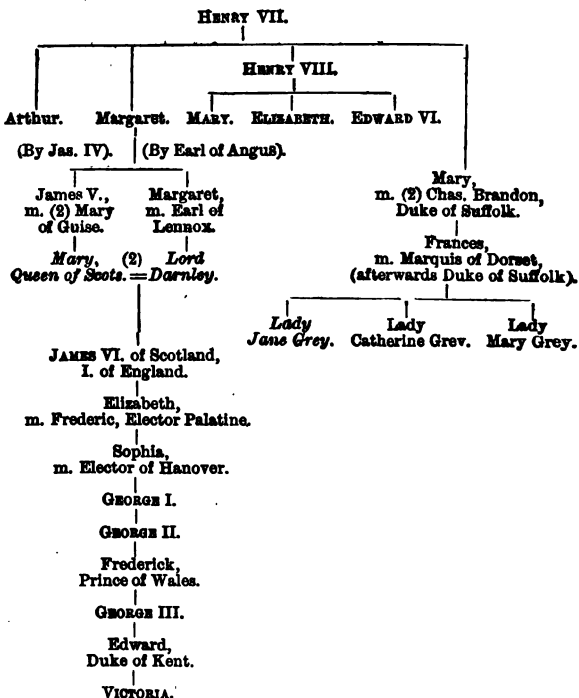 HENRY VII.
HENRY VIII.
Arthur. Margaret. MARY. ELISABETH. EDWARD VI.
(By Jas. IV). (By Earl of Angus).
James V., Margaret,
m. (2) Mary m. Earl of
of Guise. Lennox.
Mary, (2) Lord
Queen of Scots. = Darnley.
Mary,
m. (2) Chas. Brandon,
Duke of Suffolk.
Frances,
m. Marquis of Dorset,
(afterwards Duke of Suffolk).
Lady Lady Lady
Jane Grey. Catherine Grey. Mary Grey.
JAMES VI. of Scotland,
I. of England.
Elizabeth,
m. Frederic, Elector Palatine.
Sophia,
m. Elector of Hanover.
GEORGE I.
GEORGE II.
Frederick,
Prince of Wales.
GEORGE III.
Edward,
Duke of Kent.
VICTORIA.